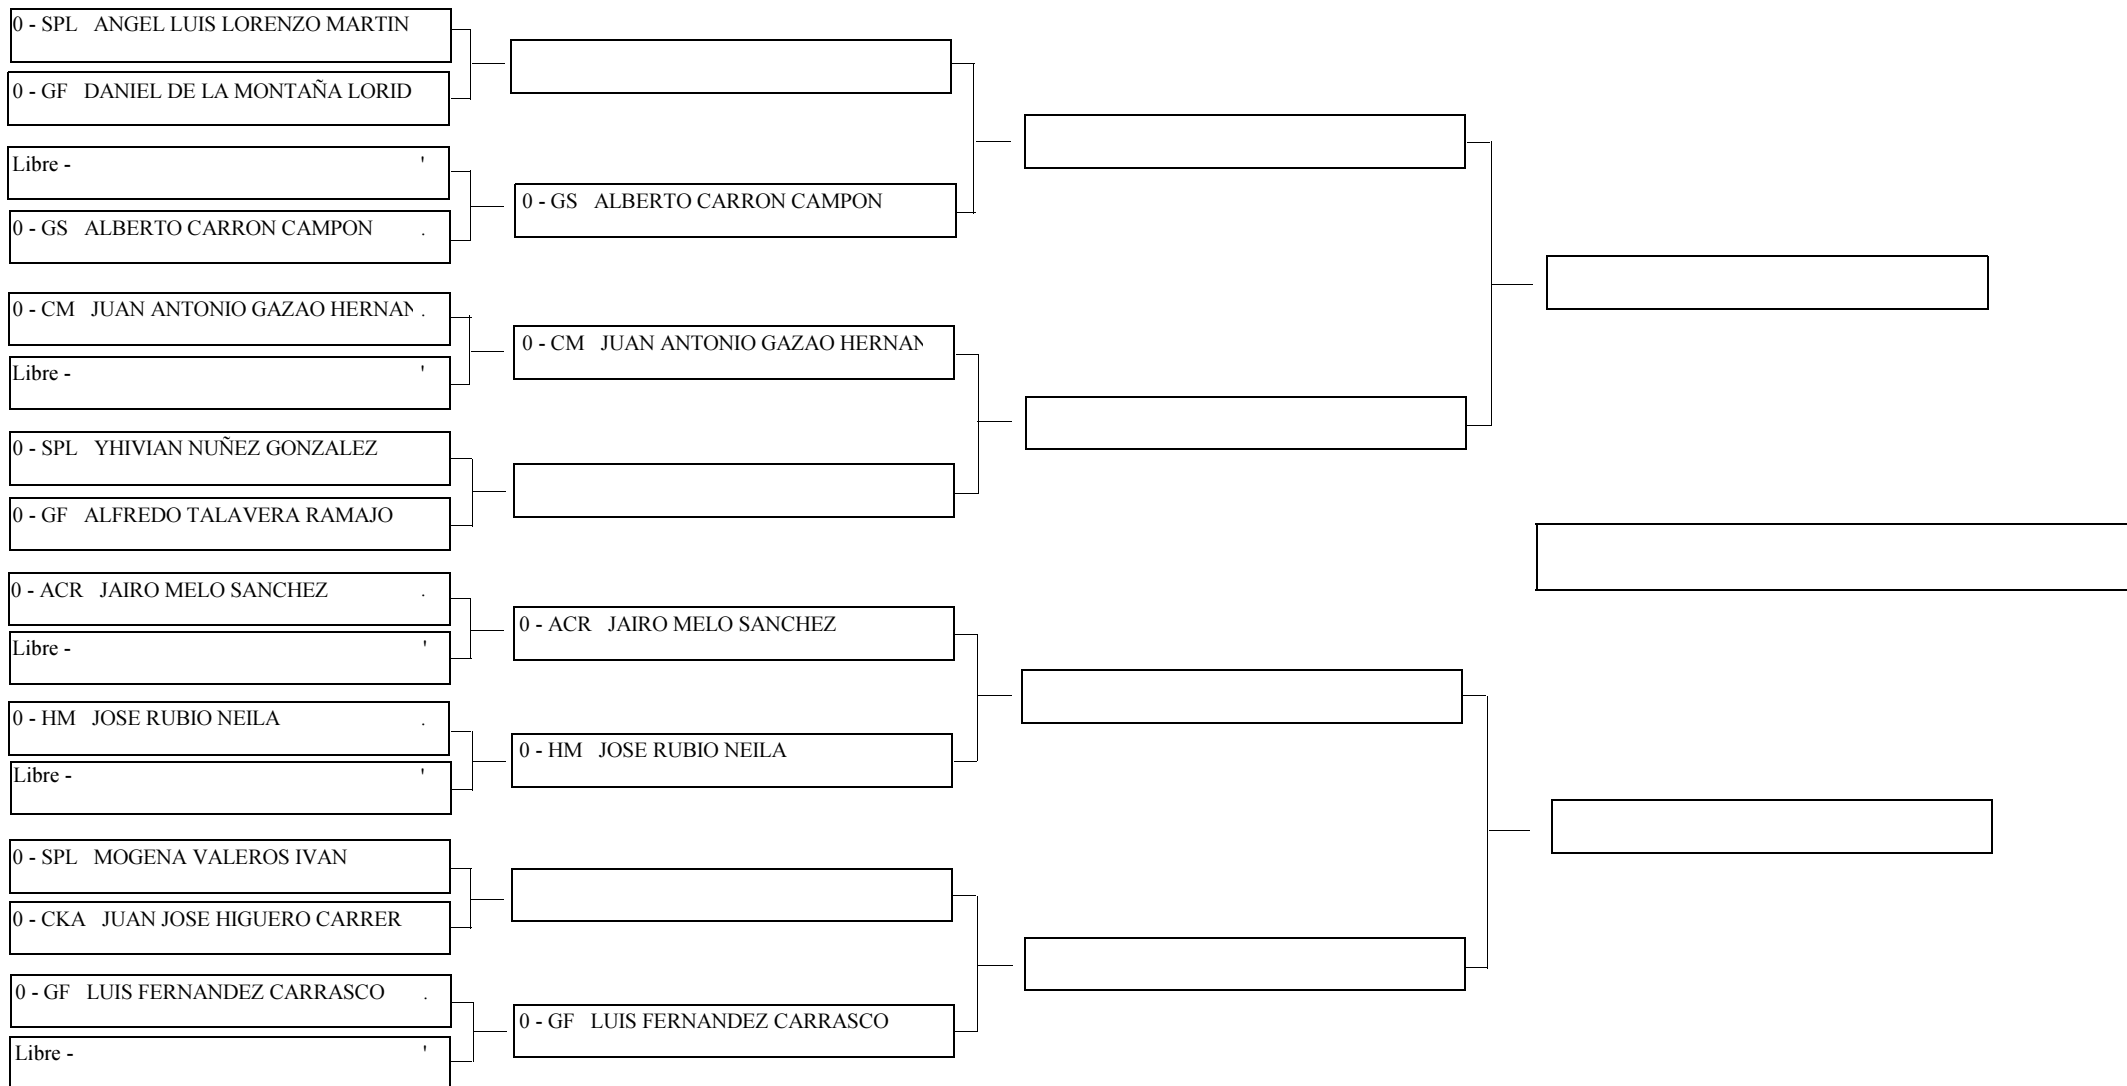 0 - SPL ANGEL LUIS LORENZO MARTIN
0 - GF DANIEL DE LA MONTAÑA LORID
Libre - '
0 - GS ALBERTO CARRON CAMPON .
0 - GS ALBERTO CARRON CAMPON
0 - CM JUAN ANTONIO GAZAO HERNAN .
0 - CM JUAN ANTONIO GAZAO HERNAN
Libre - '
0 - SPL YHIVIAN NUÑEZ GONZALEZ
0 - GF ALFREDO TALAVERA RAMAJO
0 - ACR JAIRO MELO SANCHEZ .
0 - ACR JAIRO MELO SANCHEZ
Libre - '
0 - HM JOSE RUBIO NEILA .
0 - HM JOSE RUBIO NEILA
Libre - '
0 - SPL MOGENA VALEROS IVAN
0 - CKA JUAN JOSE HIGUERO CARRER
0 - GF LUIS FERNANDEZ CARRASCO .
0 - GF LUIS FERNANDEZ CARRASCO
Libre - '